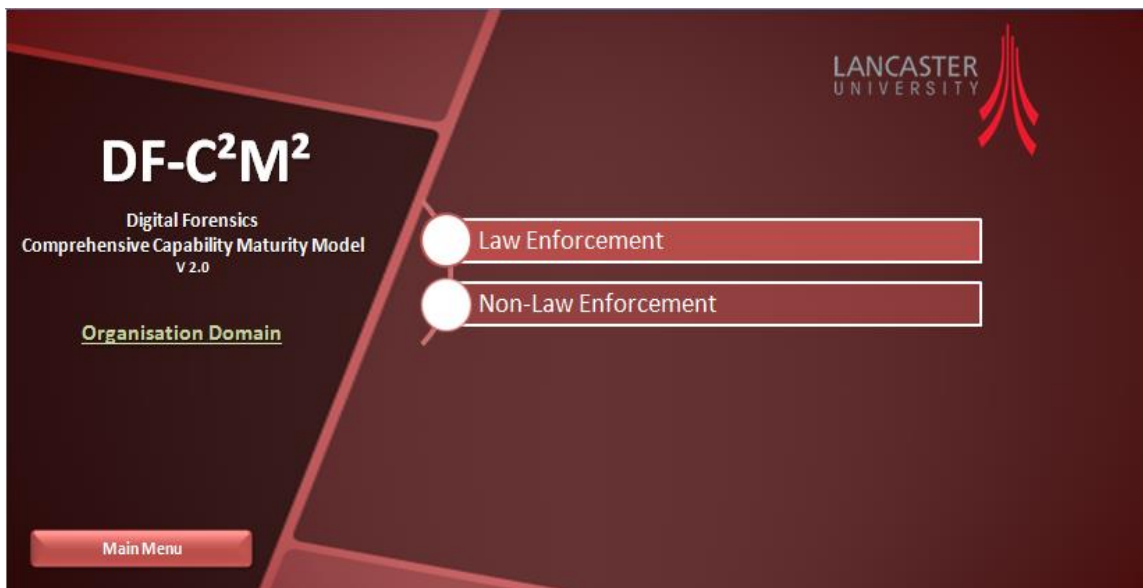 DF-C²M²
Digital Forensics
Comprehensive Capability Maturity Model
V 2.0
Organisation Domain
Main Menu
LANCASTER
UNIVERSITY
Law Enforcement
Non-Law Enforcement